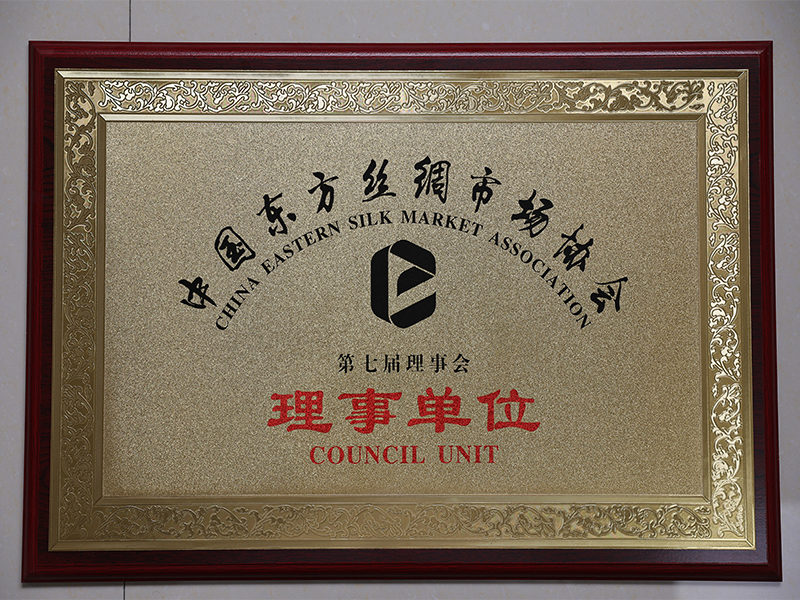 中国东方丝绸市场协会
CHINA EASTERN SILK MARKET ASSOCIATION
第七届理事会
理事单位
COUNCIL UNIT